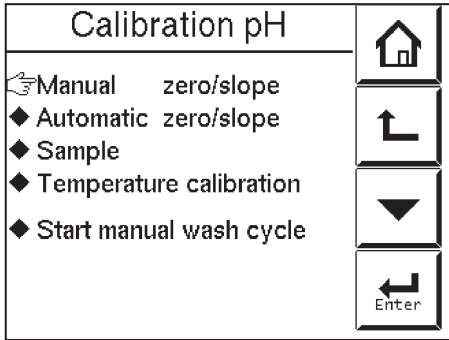 Calibration pH
Manual zero/slope
Automatic zero/slope
Sample
Temperature calibration
Start manual wash cycle
Enter